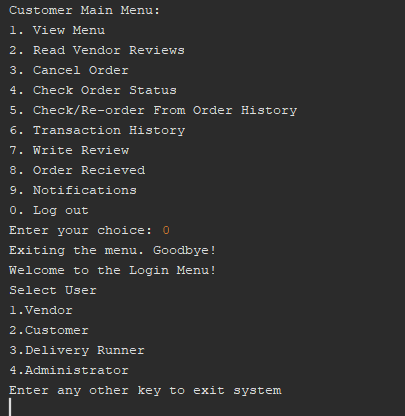 Customer Main Menu:
1. View Menu
2. Read Vendor Reviews
3. Cancel Order
4. Check Order Status
5. Check/Re-order From Order History
6. Transaction History
7. Write Review
8. Order Recieved
9. Notifications
0. Log out
Enter your choice: 0
Exiting the menu. Goodbye!
Welcome to the Login Menu!
Select User
1.Vendor
2.Customer
3.Delivery Runner
4.Administrator
Enter any other key to exit system